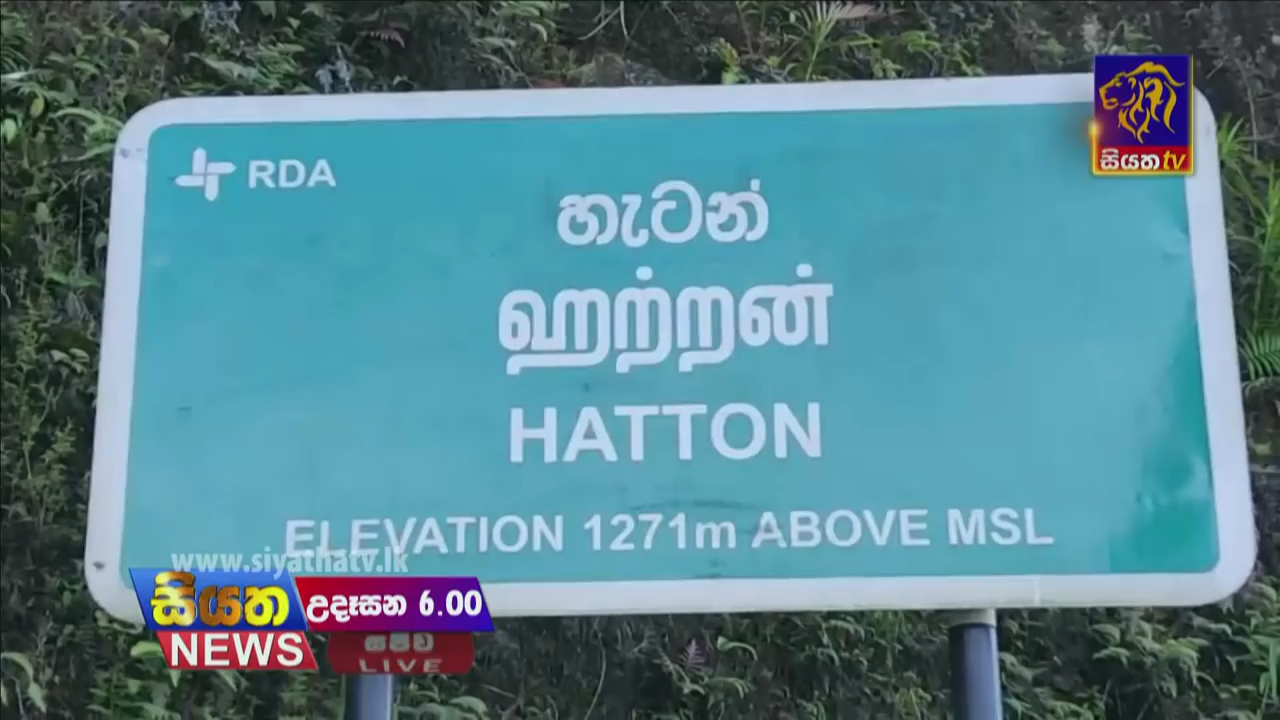 RDA
සියත tv
හැටන්
ஹற்றன்
HATTON
ELEVATION 1271m ABOVE MSL
www.siyathatv.lk
සියත
උදෑසන 6.00
NEWS
සජීව
LIVE